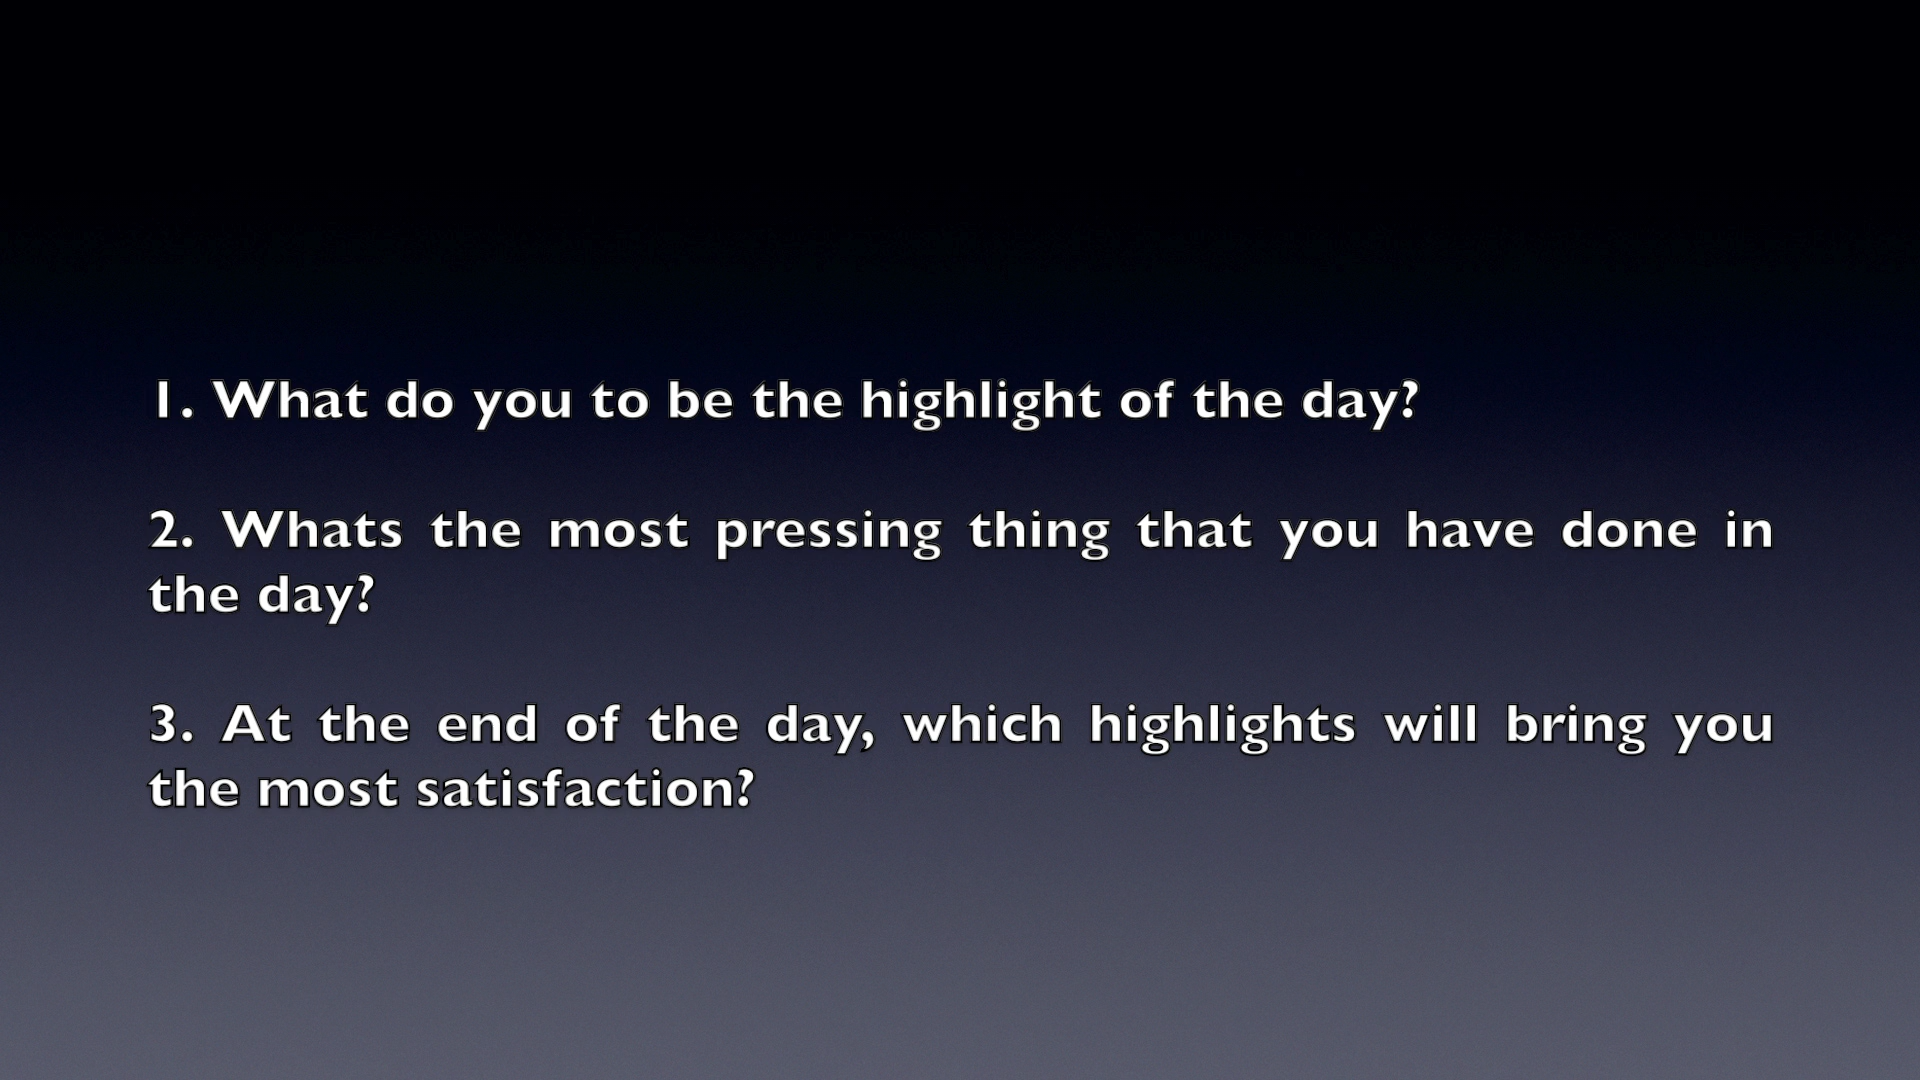 1. What do you to be the highlight of the day?
2. Whats the most pressing thing that you have done in
the day?
3. At the end of the day, which highlights will bring you
the most satisfaction?